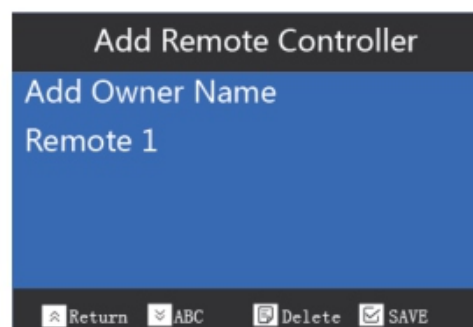 Add Remote Controller
Add Owner Name
Remote 1
Return ABC Delete SAVE